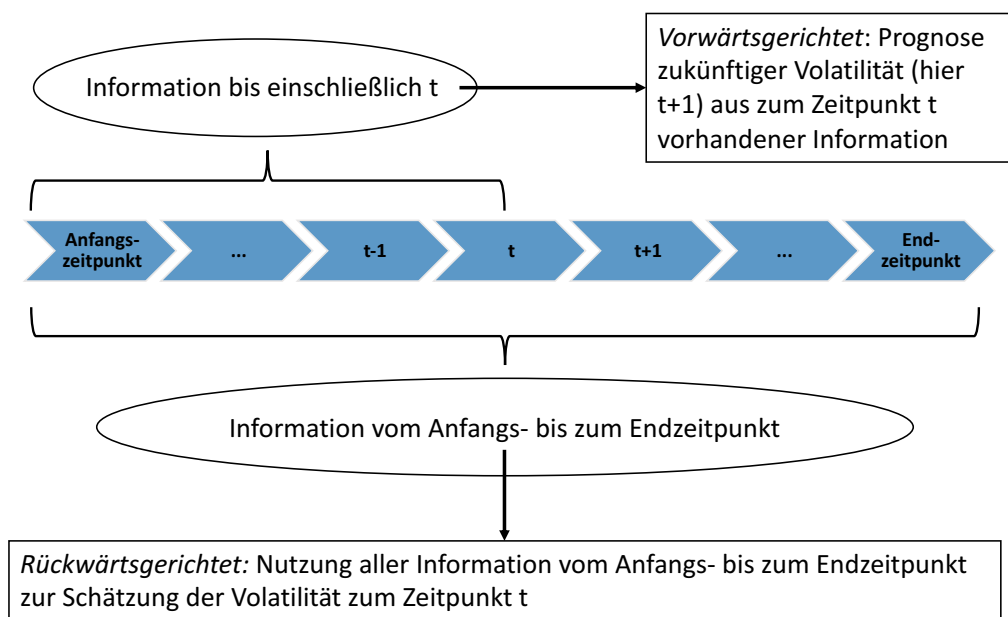 Vorwärtsgerichtet: Prognose
zukünftiger Volatilität (hier
t+1) aus zum Zeitpunkt t
vorhandener Information
Information bis einschließlich t
Anfangs-
zeitpunkt
...
t-1
t
t+1
...
End-
zeitpunkt
Information vom Anfangs- bis zum Endzeitpunkt
Rückwärtsgerichtet: Nutzung aller Information vom Anfangs- bis zum Endzeitpunkt
zur Schätzung der Volatilität zum Zeitpunkt t